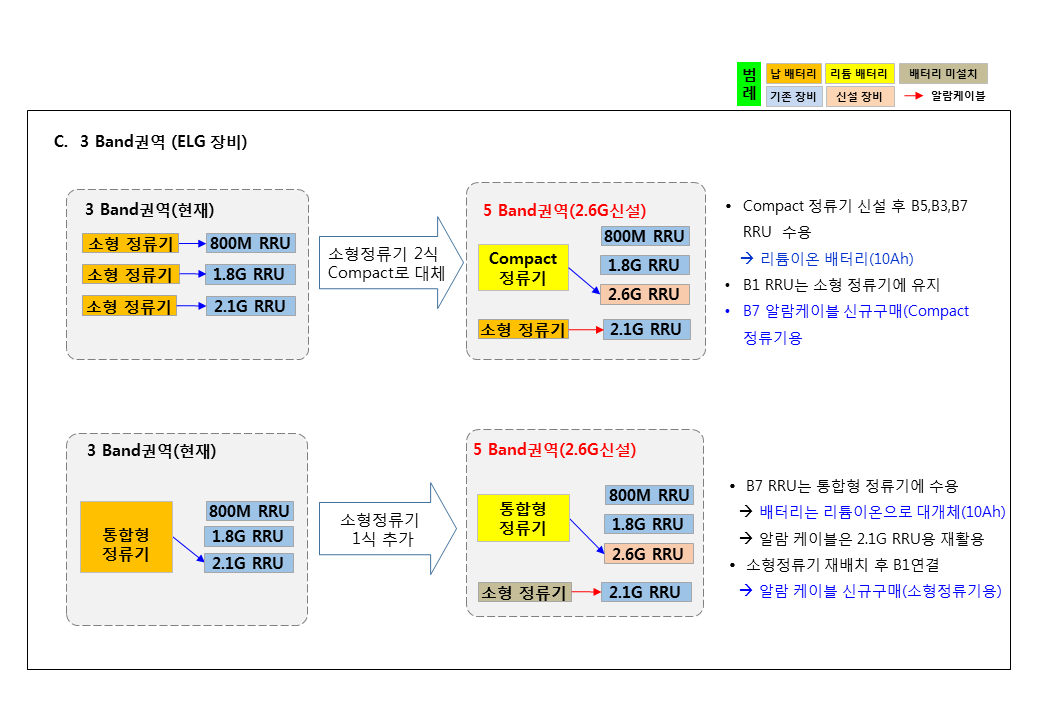 범례
납 배터리
리튬 배터리
배터리 미설치
기존 장비
신설 장비
알람케이블
C. 3 Band권역 (ELG 장비)
3 Band권역(현재)
소형 정류기
800M RRU
소형 정류기
1.8G RRU
소형 정류기
2.1G RRU
소형정류기 2식
Compact로 대체
5 Band권역(2.6G신설)
Compact
정류기
800M RRU
1.8G RRU
2.6G RRU
소형 정류기
2.1G RRU
• Compact 정류기 신설 후 B5,B3,B7
RRU 수용
→ 리튬이온 배터리(10Ah)
• B1 RRU는 소형 정류기에 유지
• B7 알람케이블 신규구매(Compact
정류기용
3 Band권역(현재)
통합형
정류기
800M RRU
1.8G RRU
2.1G RRU
소형정류기
1식 추가
5 Band권역(2.6G신설)
통합형
정류기
800M RRU
1.8G RRU
2.6G RRU
소형 정류기
2.1G RRU
• B7 RRU는 통합형 정류기에 수용
→ 배터리는 리튬이온으로 대개체(10Ah)
→ 알람 케이블은 2.1G RRU용 재활용
• 소형정류기 재배치 후 B1연결
→ 알람 케이블 신규구매(소형정류기용)